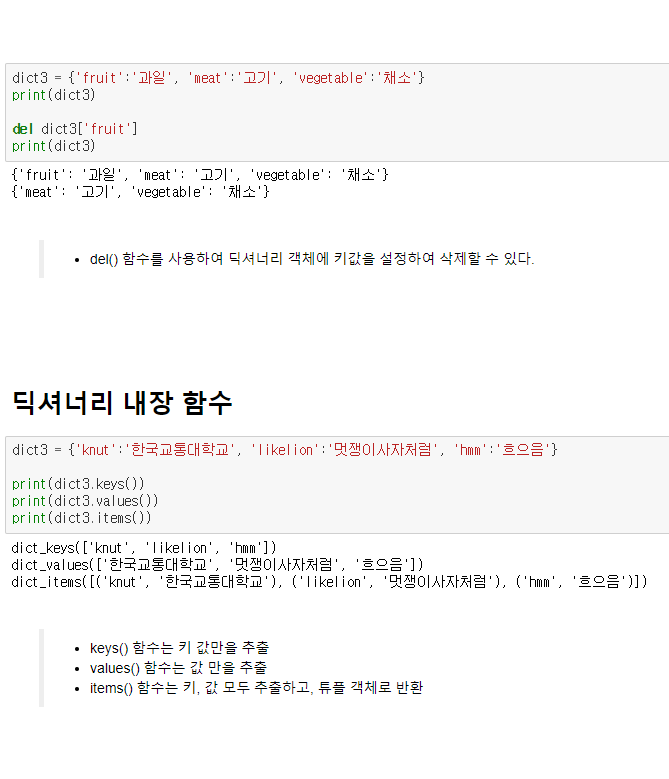 dict3 = {'fruit':'과일', 'meat':'고기', 'vegetable':'채소'}
print(dict3)
del dict3['fruit']
print(dict3)
{'fruit': '과일', 'meat': '고기', 'vegetable': '채소'}
{'meat': '고기', 'vegetable': '채소'}
• del() 함수를 사용하여 딕셔너리 객체에 키값을 설정하여 삭제할 수 있다.
딕셔너리 내장 함수
dict3 = {'knut':'한국교통대학교', 'likelion':'멋쟁이사자처럼', 'hmm':'흐으음'}
print(dict3.keys())
print(dict3.values())
print(dict3.items())
dict_keys(['knut', 'likelion', 'hmm'])
dict_values(['한국교통대학교', '멋쟁이사자처럼', '흐으음'])
dict_items([('knut', '한국교통대학교'), ('likelion', '멋쟁이사자처럼'), ('hmm', '흐으음')])
• keys() 함수는 키 값만을 추출
• values() 함수는 값 만을 추출
• items() 함수는 키, 값 모두 추출하고, 튜플 객체로 반환